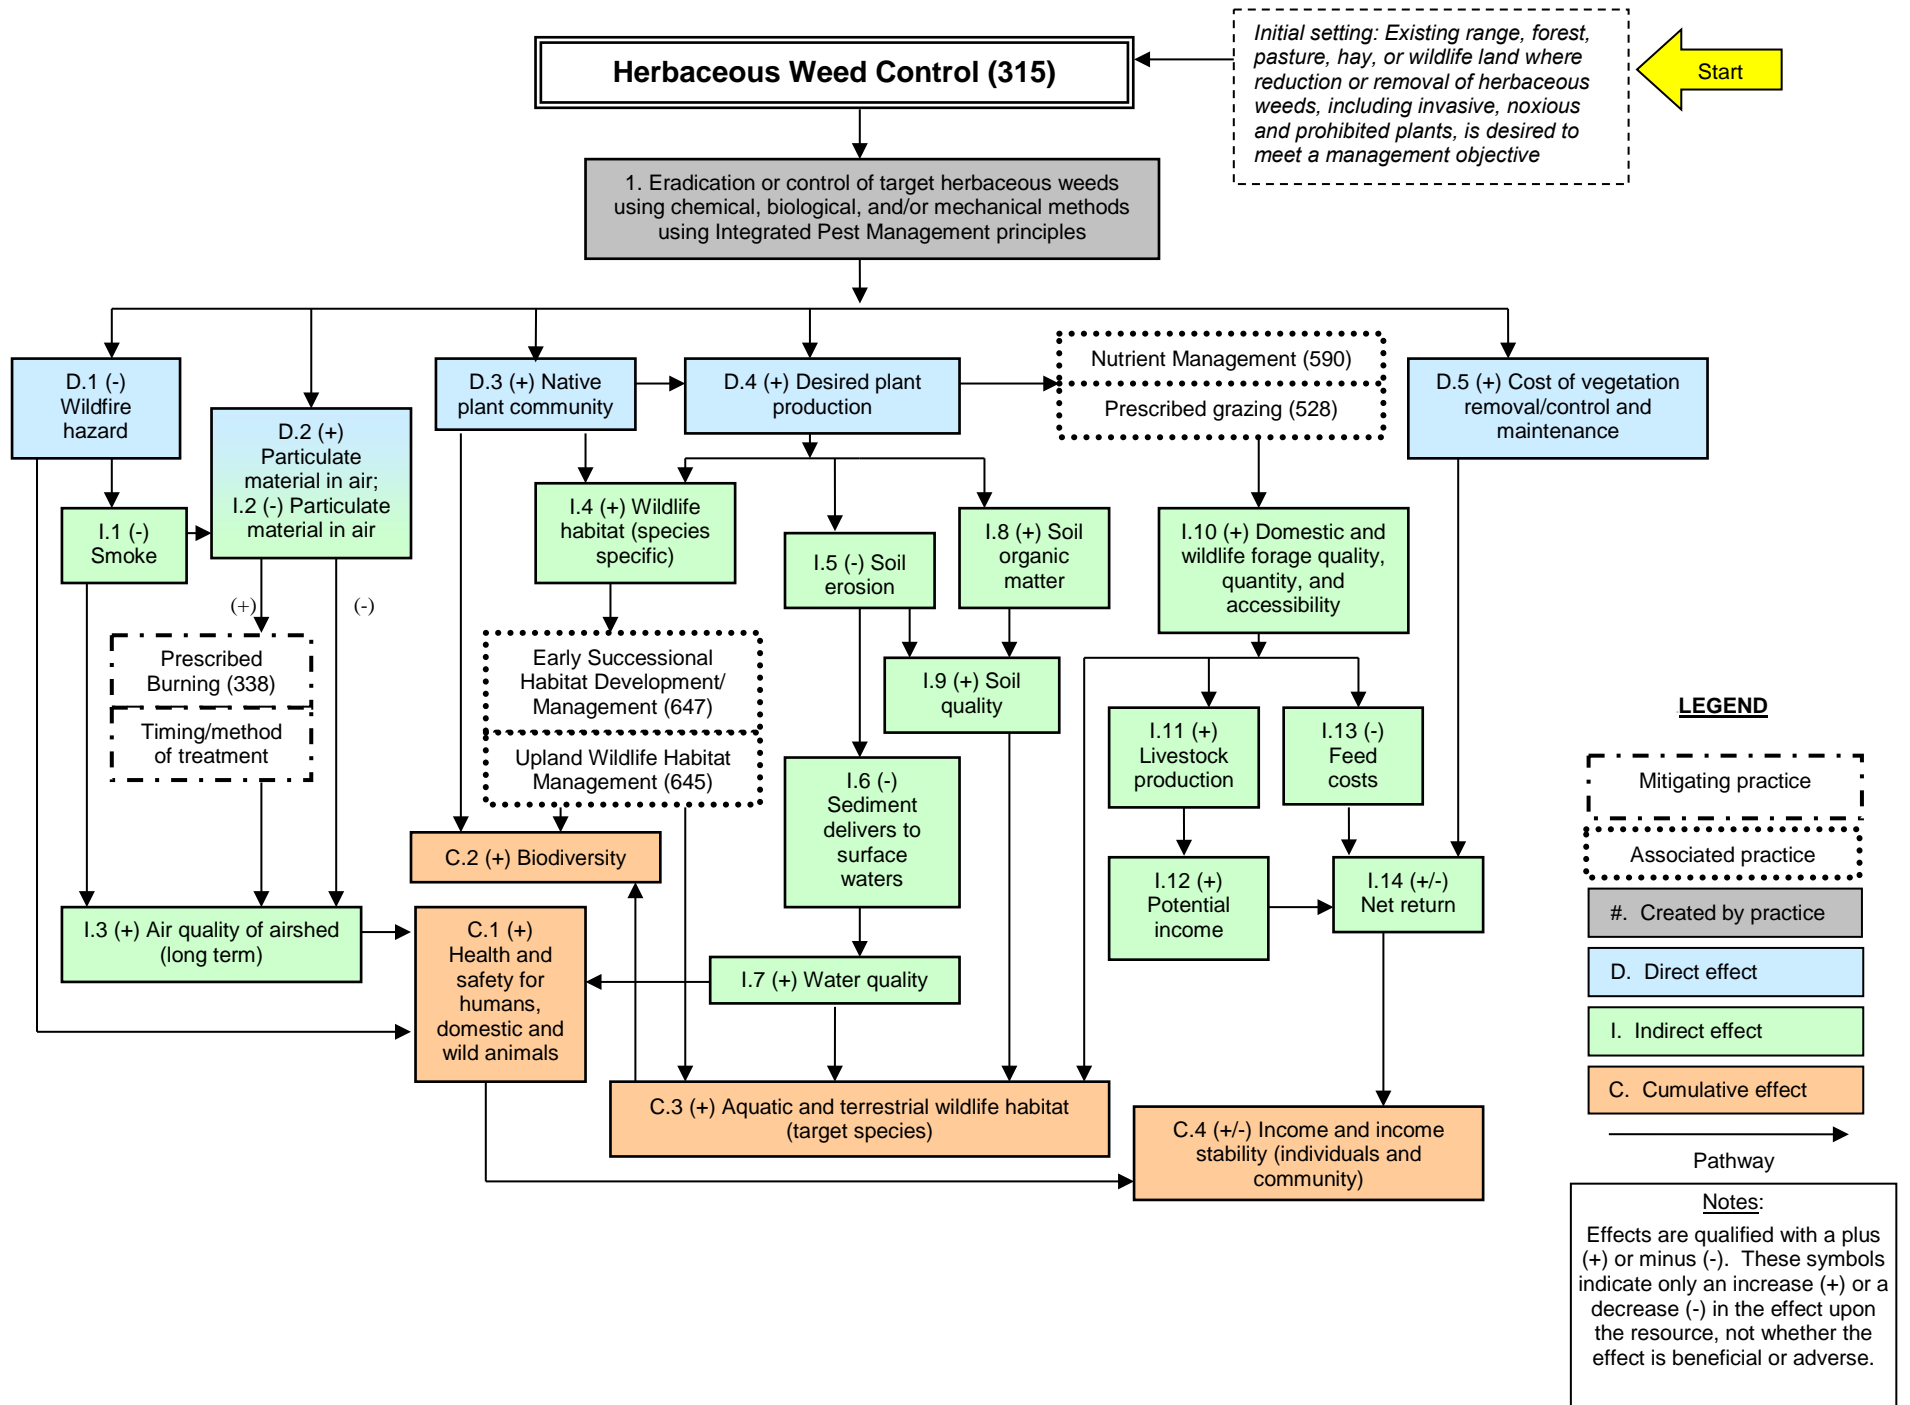 Herbaceous Weed Control (315)
Initial setting: Existing range, forest,
pasture, hay, or wildlife land where
reduction or removal of herbaceous
weeds, including invasive, noxious
and prohibited plants, is desired to
meet a management objective
Start
1. Eradication or control of target herbaceous weeds
using chemical, biological, and/or mechanical methods
using Integrated Pest Management principles
D.1 (-)
Wildfire
hazard
D.2 (+)
Particulate
material in air;
I.2 (-) Particulate
material in air
D.3 (+) Native
plant community
D.4 (+) Desired plant
production
Nutrient Management (590)
Prescribed grazing (528)
D.5 (+) Cost of vegetation
removal/control and
maintenance
I.1 (-)
Smoke
I.4 (+) Wildlife
habitat (species
specific)
I.5 (-) Soil
erosion
I.8 (+) Soil
organic
matter
I.10 (+) Domestic and
wildlife forage quality,
quantity, and
accessibility
(+)
(-)
Prescribed
Burning (338)
Timing/method
of treatment
Early Successional
Habitat Development/
Management (647)
Upland Wildlife Habitat
Management (645)
I.9 (+) Soil
quality
I.6 (-)
Sediment
delivers to
surface
waters
I.11 (+)
Livestock
production
I.13 (-)
Feed
costs
C.2 (+) Biodiversity
I.12 (+)
Potential
income
I.14 (+/-)
Net return
I.3 (+) Air quality of airshed
(long term)
C.1 (+)
Health and
safety for
humans,
domestic and
wild animals
I.7 (+) Water quality
C.3 (+) Aquatic and terrestrial wildlife habitat
(target species)
C.4 (+/-) Income and income
stability (individuals and
community)
LEGEND
Mitigating practice
Associated practice
#. Created by practice
D. Direct effect
I. Indirect effect
C. Cumulative effect
Pathway
Notes:
Effects are qualified with a plus
(+) or minus (-). These symbols
indicate only an increase (+) or a
decrease (-) in the effect upon
the resource, not whether the
effect is beneficial or adverse.